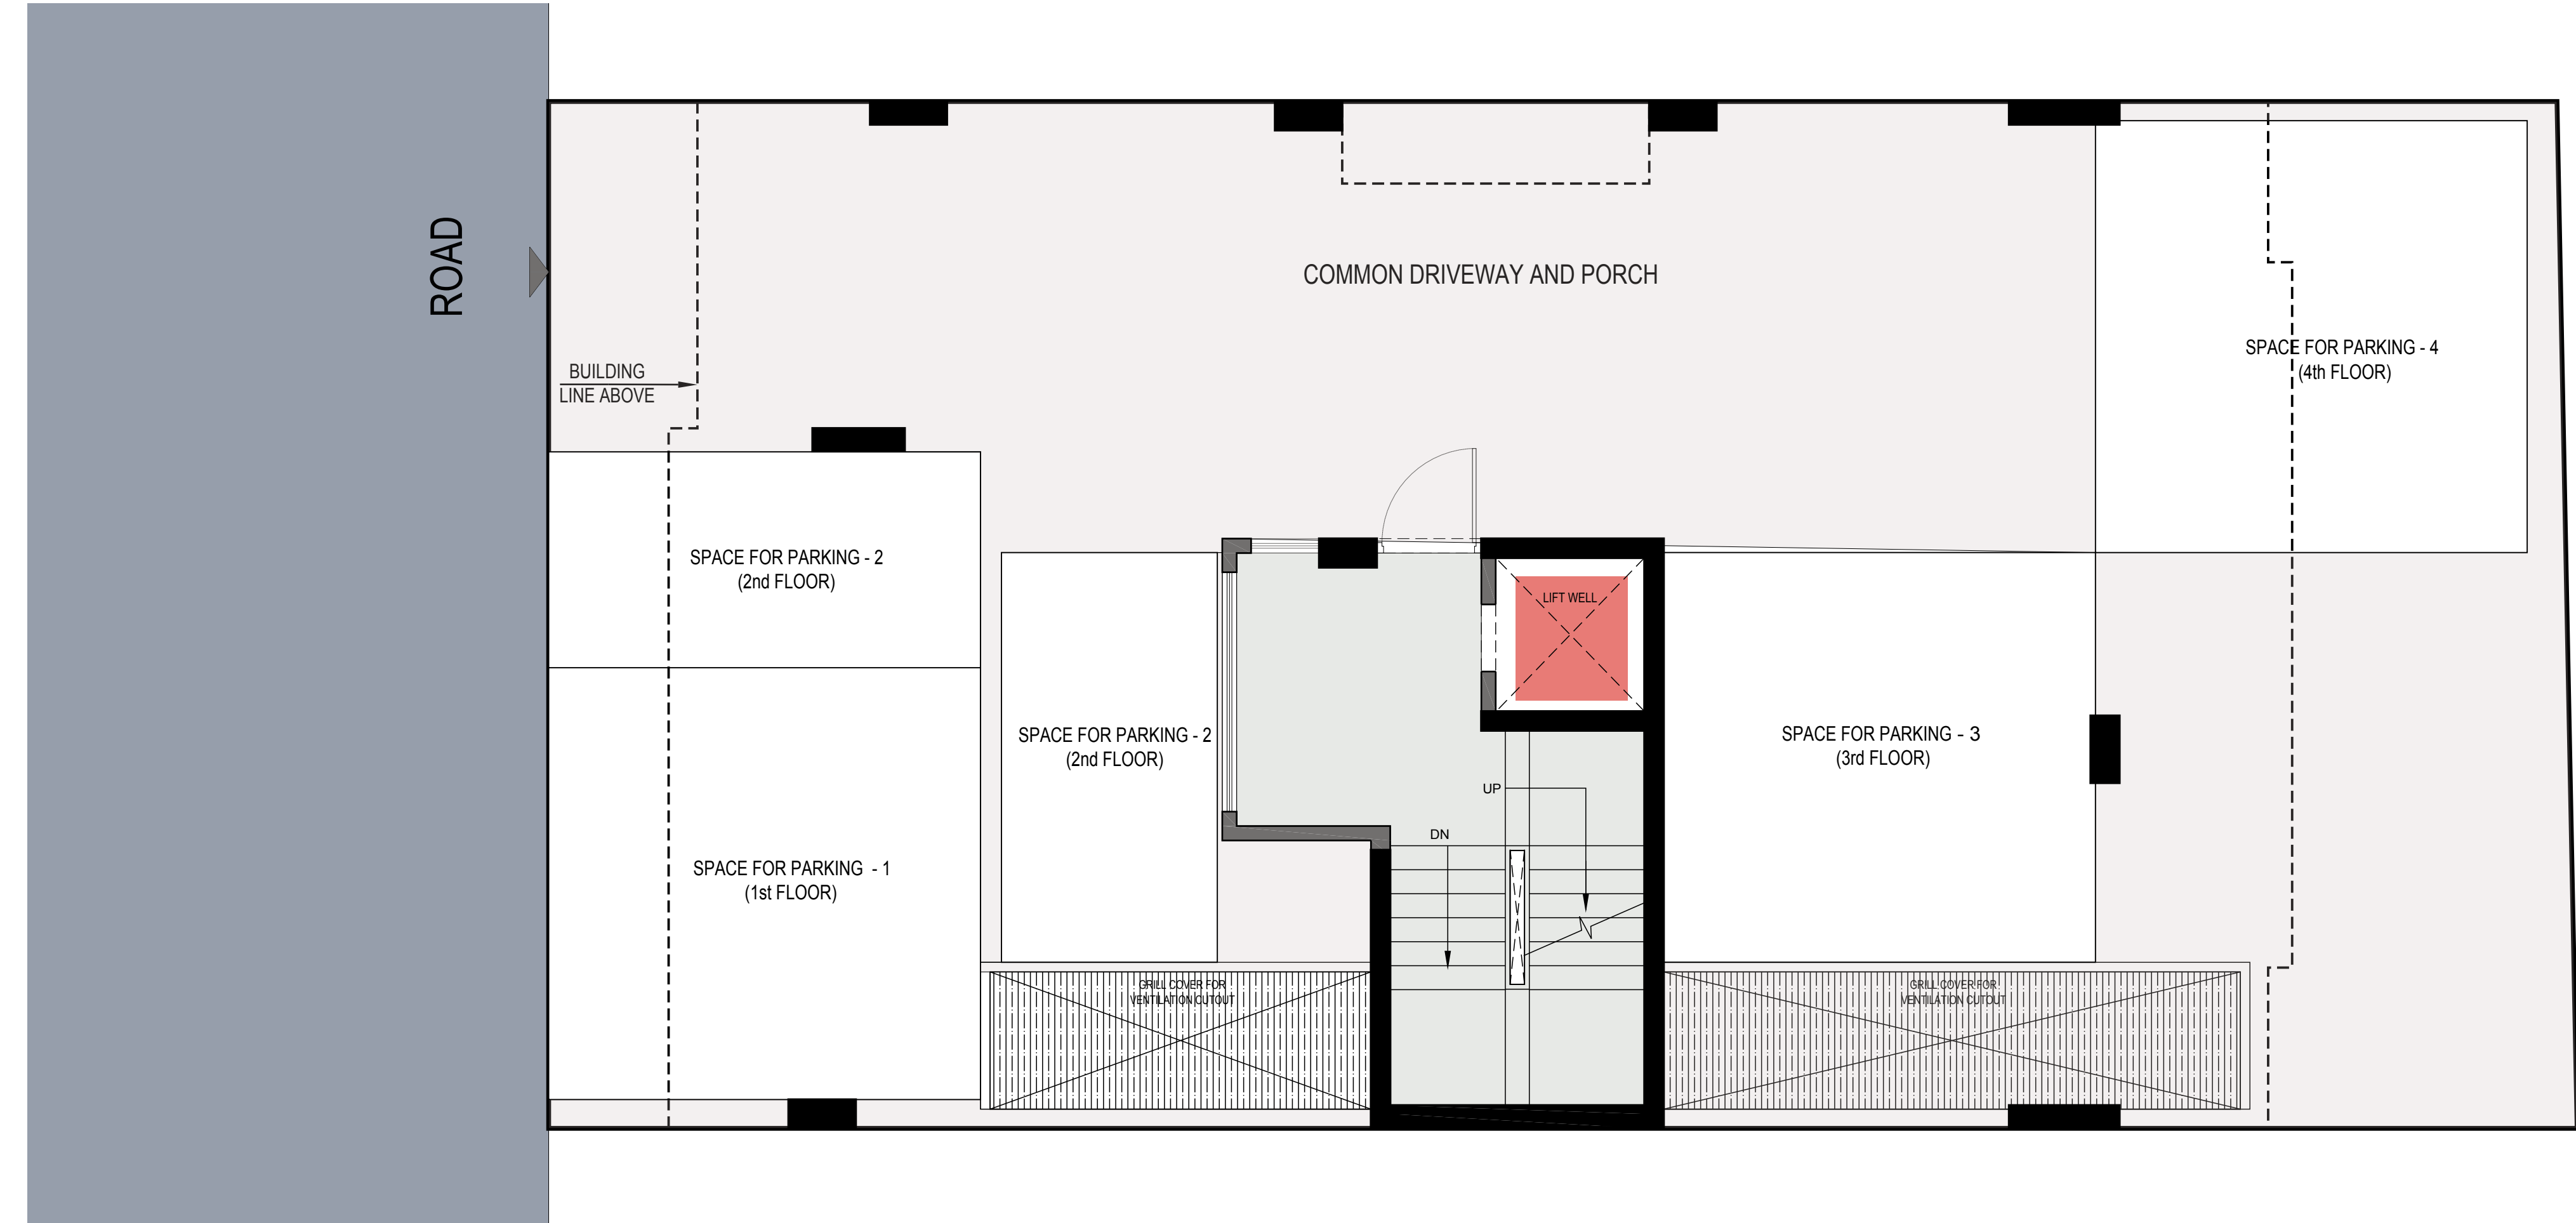 ROAD
COMMON DRIVEWAY AND PORCH
BUILDING
LINE ABOVE
SPACE FOR PARKING - 4
(4th FLOOR)
SPACE FOR PARKING - 2
(2nd FLOOR)
LIFT WELL
SPACE FOR PARKING - 2
(2nd FLOOR)
SPACE FOR PARKING - 3
(3rd FLOOR)
UP
DN
SPACE FOR PARKING - 1
(1st FLOOR)
GRILL COVER FOR
VENTILATION CUTOUT
GRILL COVER FOR
VENTILATION CUTOUT